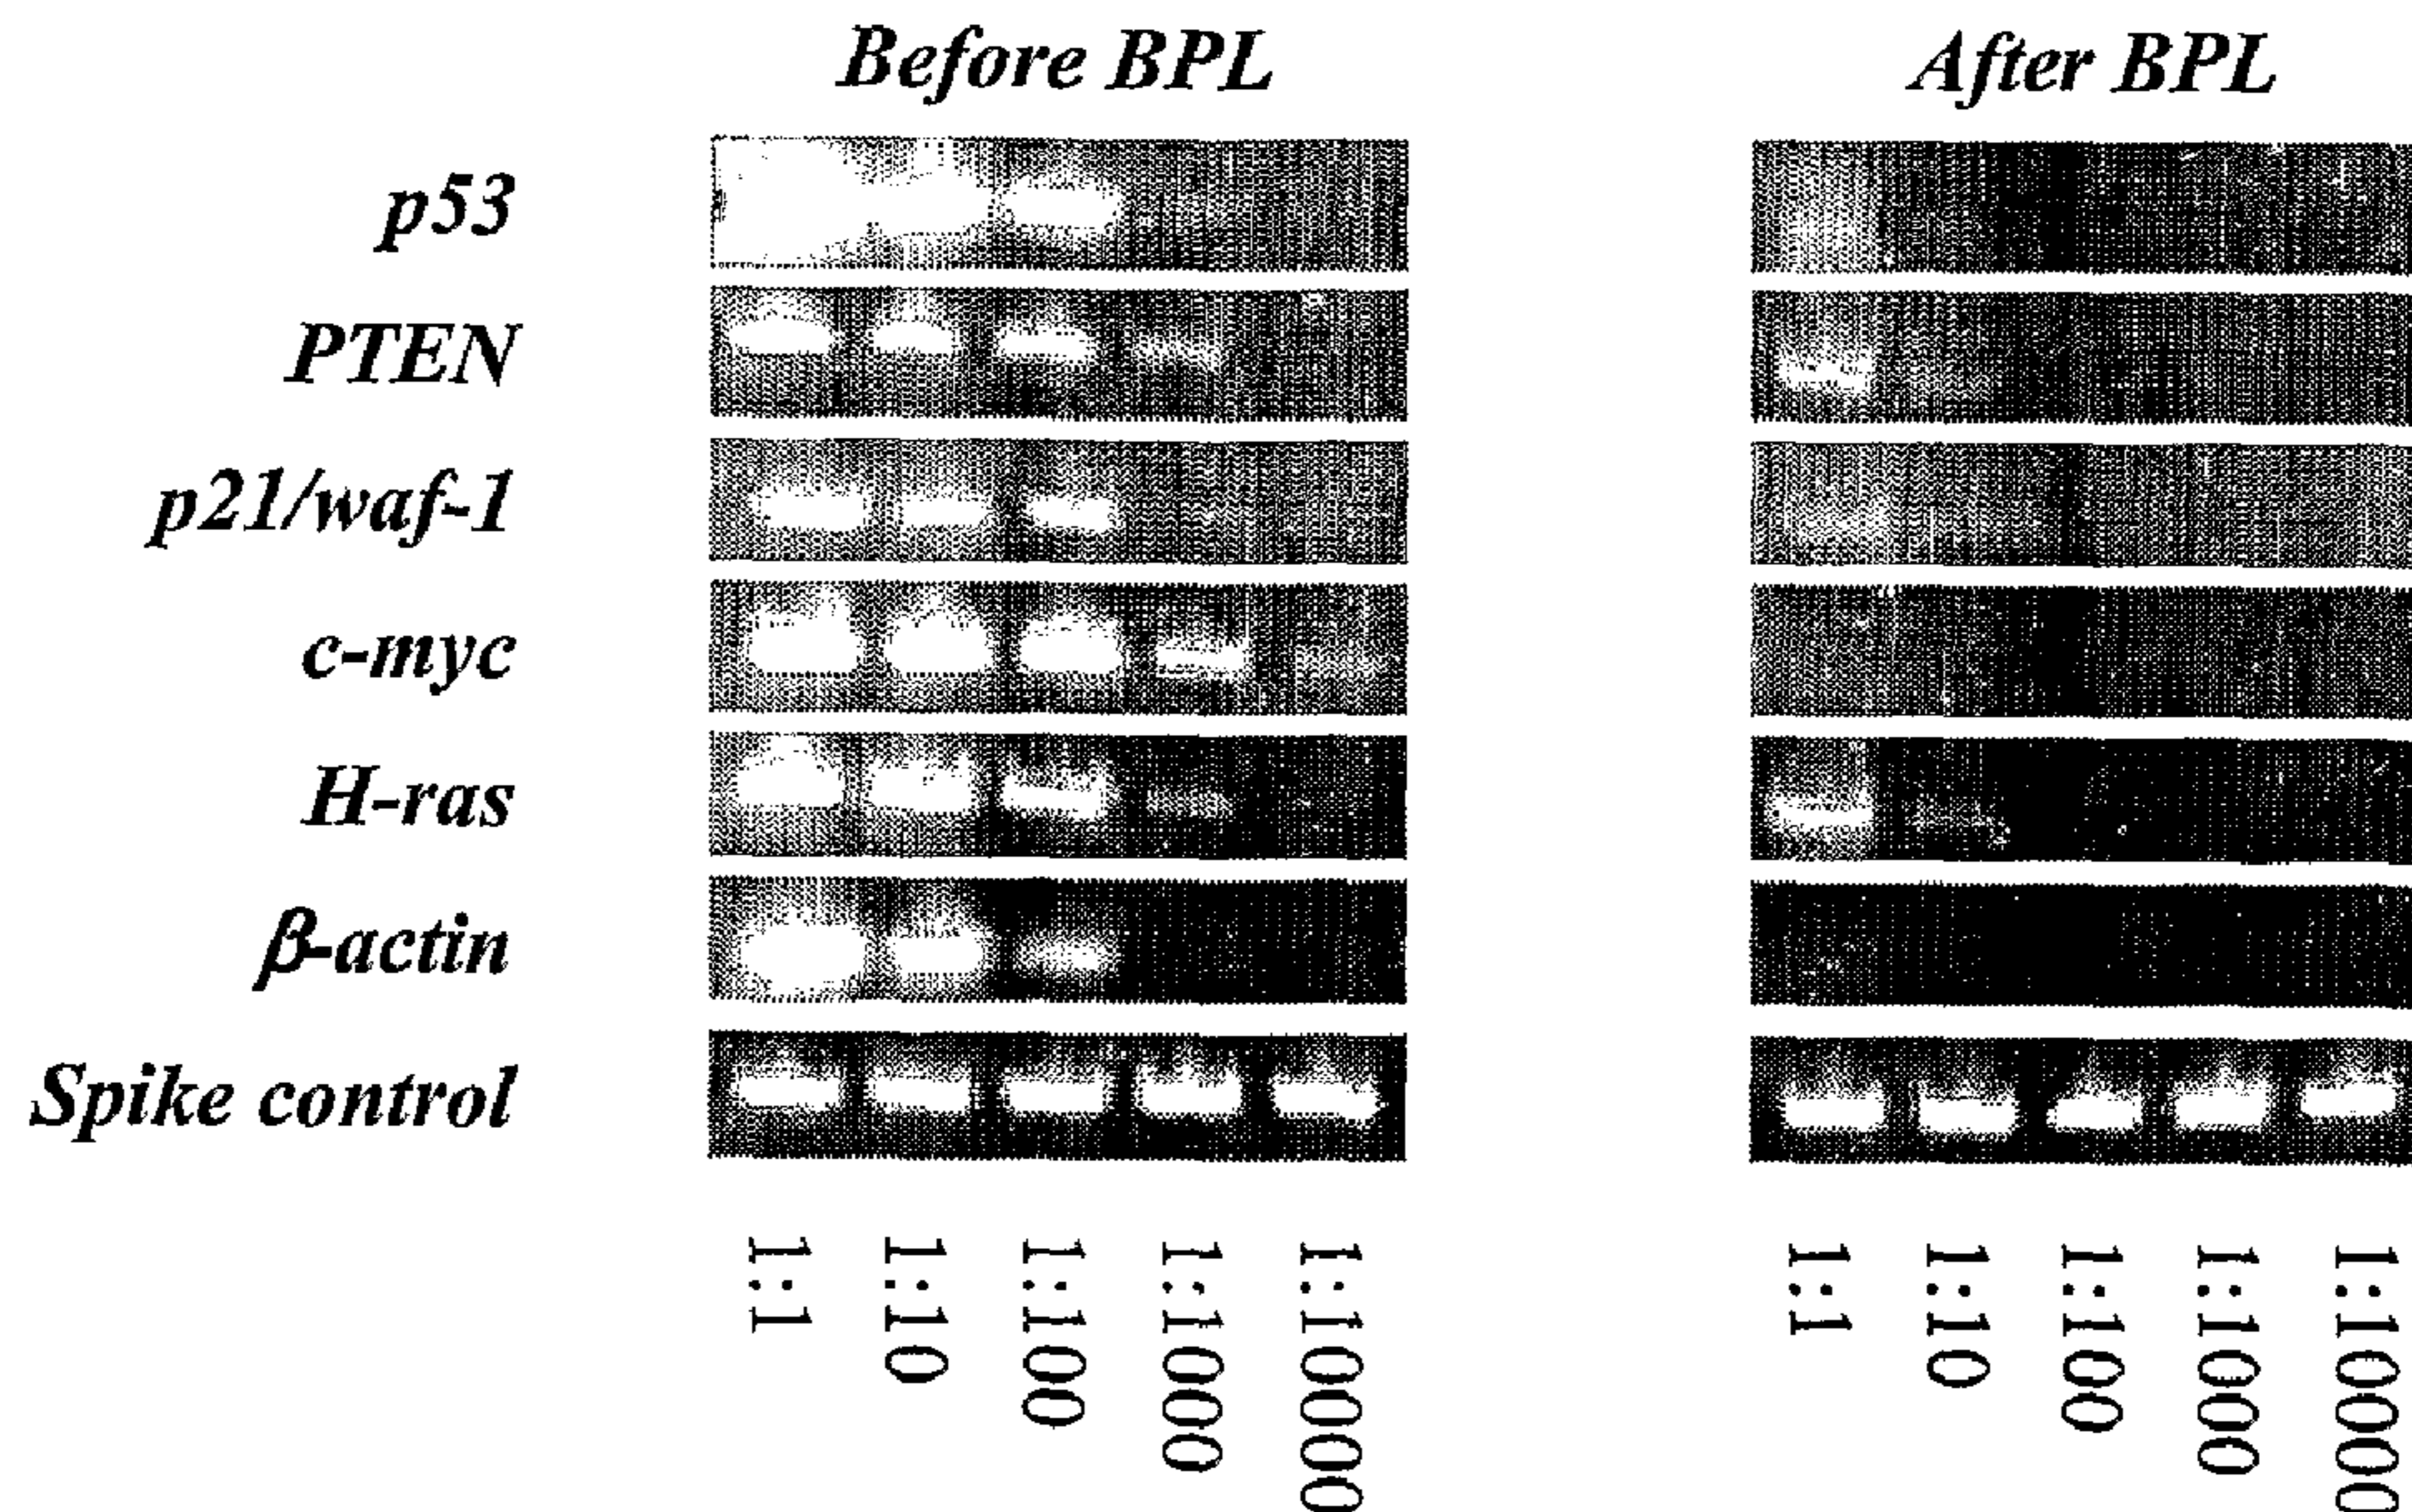 Before BPL After BPL
p53
PTEN
p21/waf-1
c-myc
H-ras
β-actin
Spike control
1:1 1:10 1:100 1:1000 1:10000 1:1 1:10 1:100 1:1000 1:10000